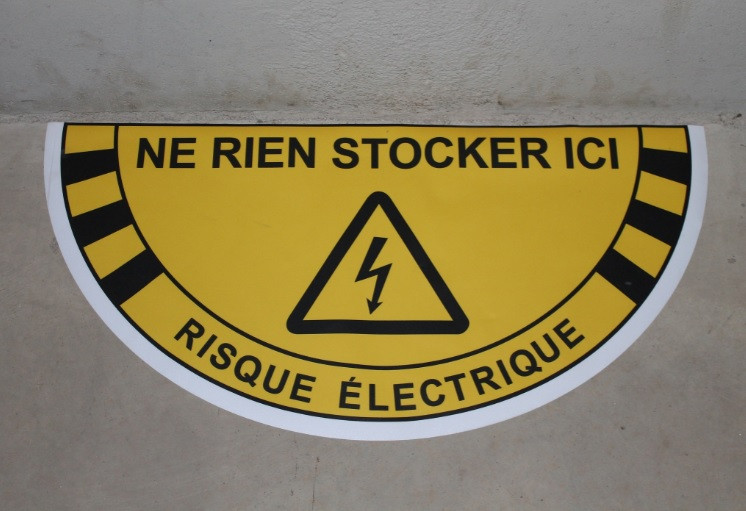 NE RIEN STOCKER ICI
RISQUE ÉLECTRIQUE